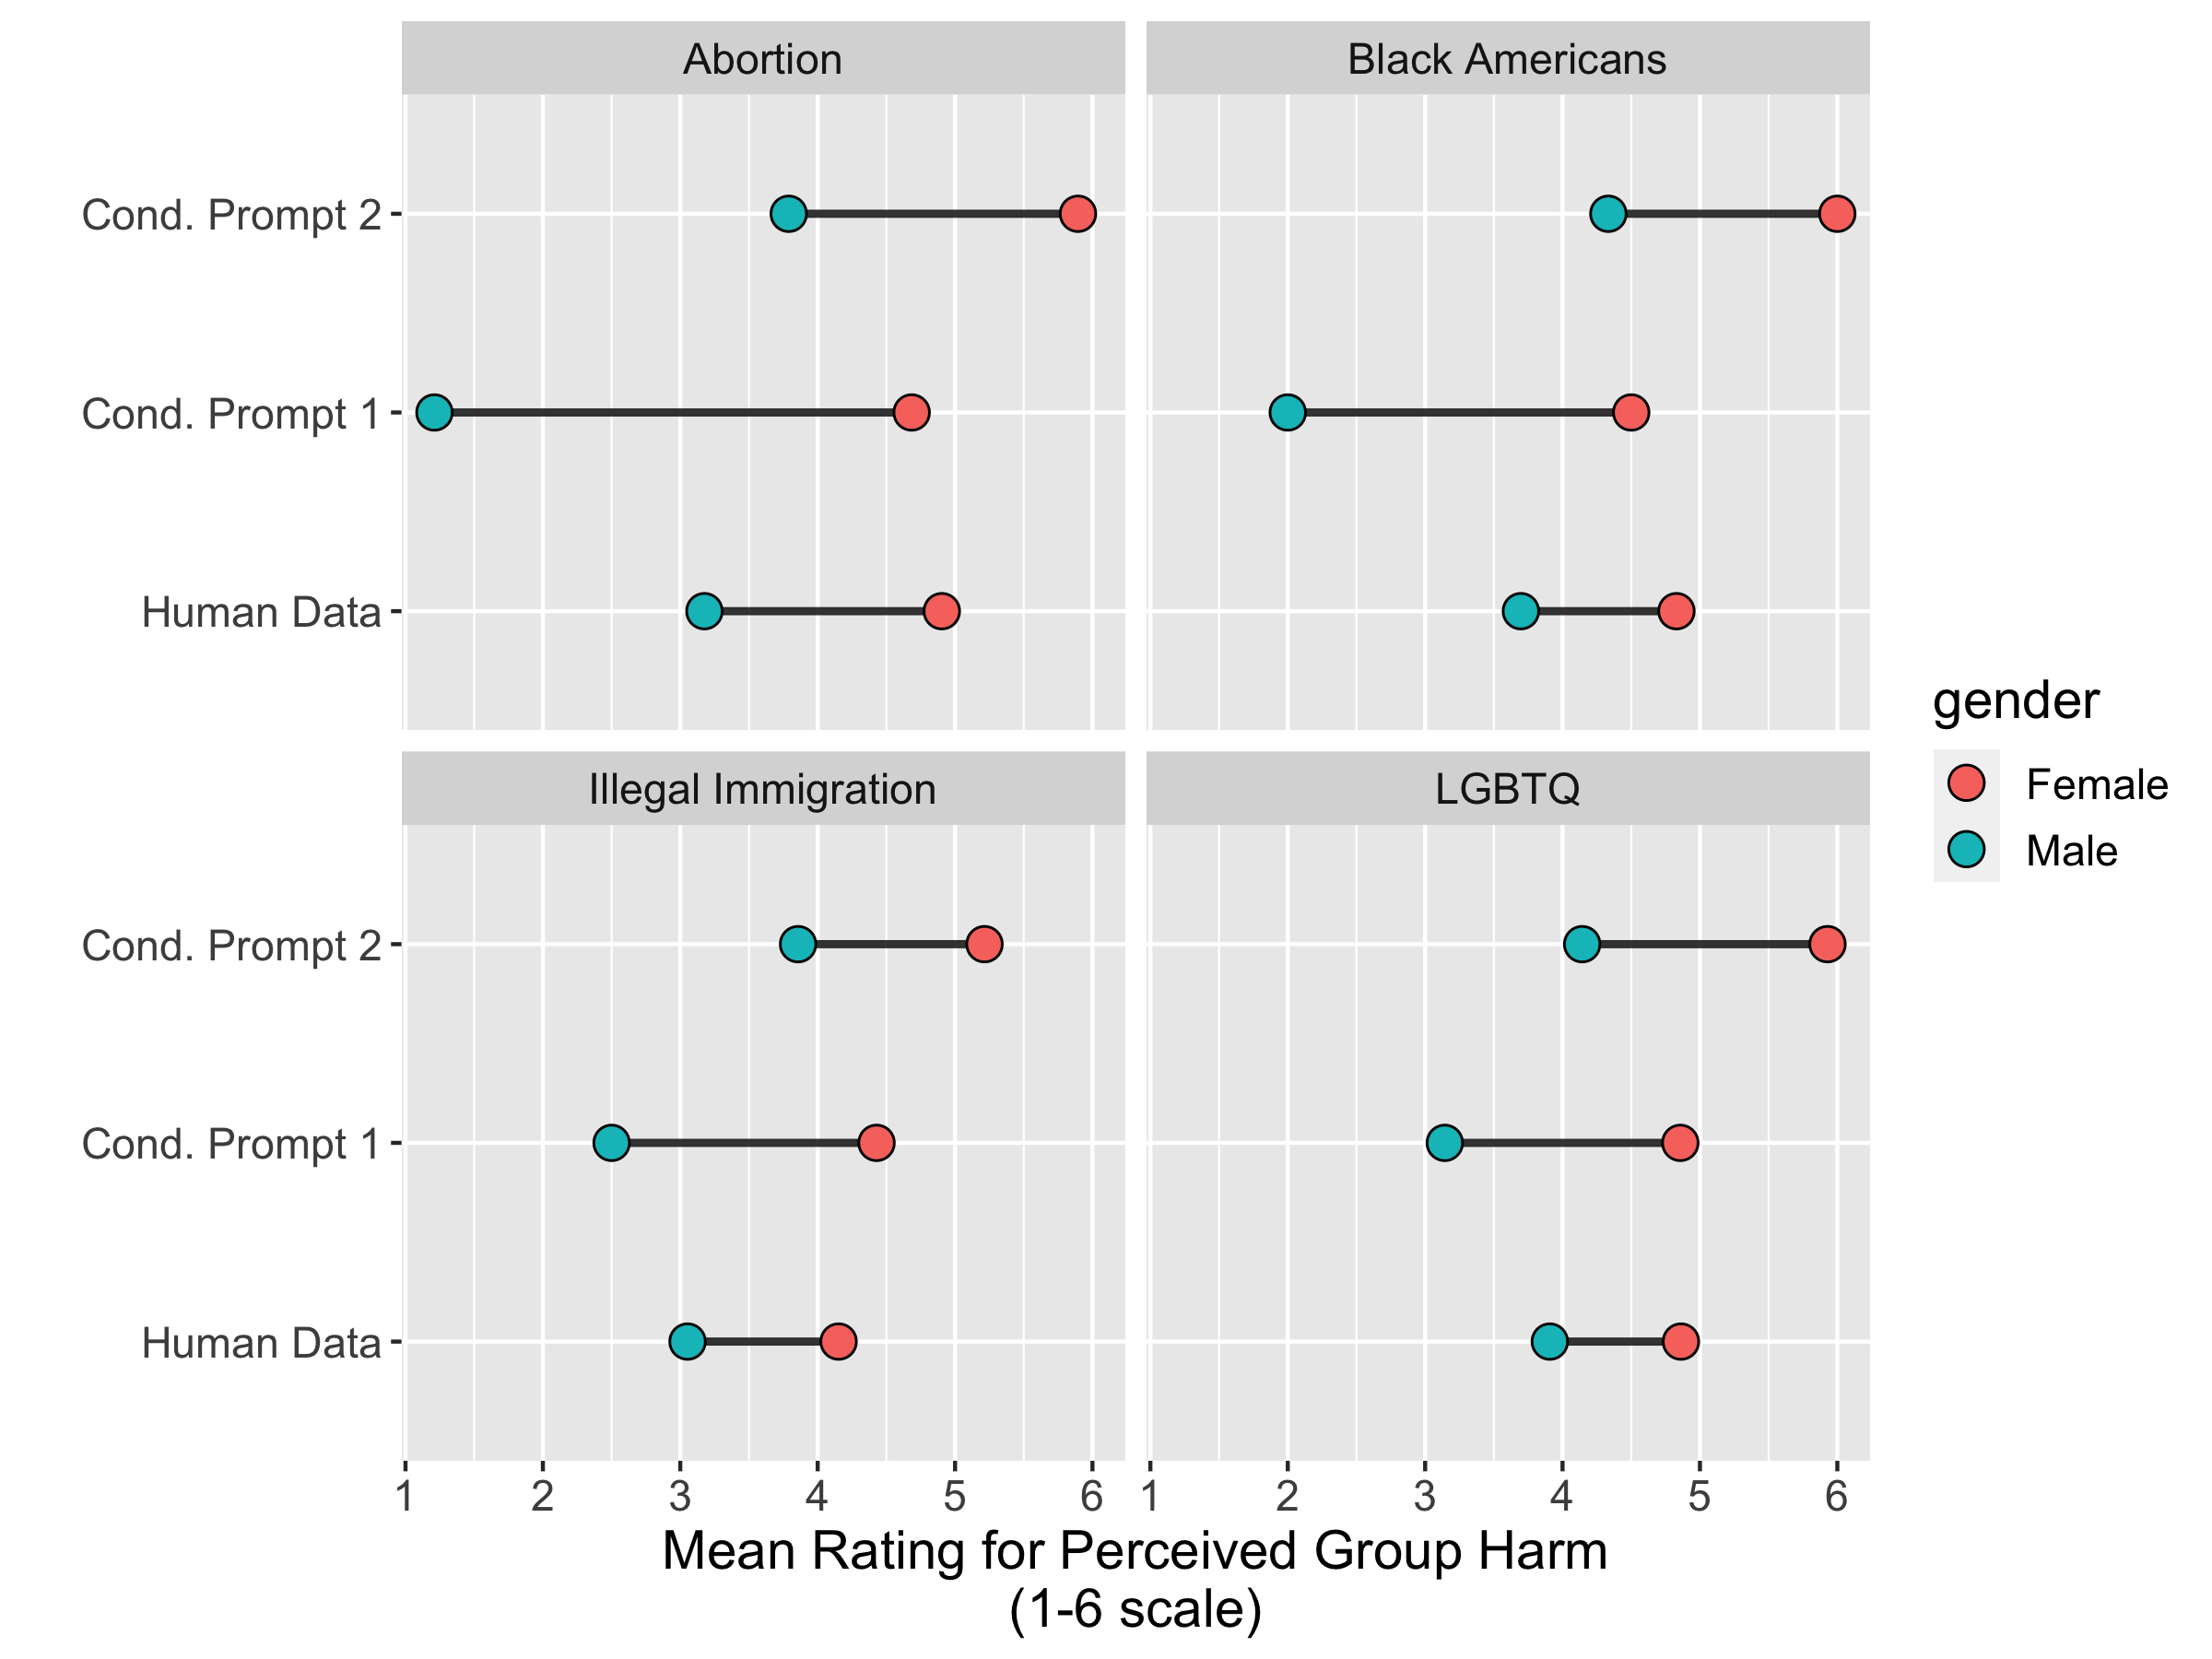 Abortion
Black Americans
Cond. Prompt 2
Cond. Prompt 1
Human Data
Illegal Immigration
LGBTQ
Cond. Prompt 2
Cond. Prompt 1
Human Data
1 2 3 4 5 6 1 2 3 4 5 6
Mean Rating for Perceived Group Harm
(1-6 scale)
gender
Female
Male